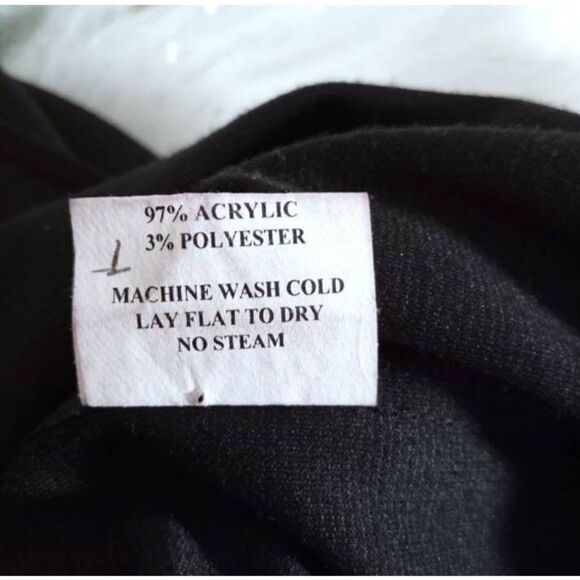 97% ACRYLIC
3% POLYESTER
MACHINE WASH COLD
LAY FLAT TO DRY
NO STEAM